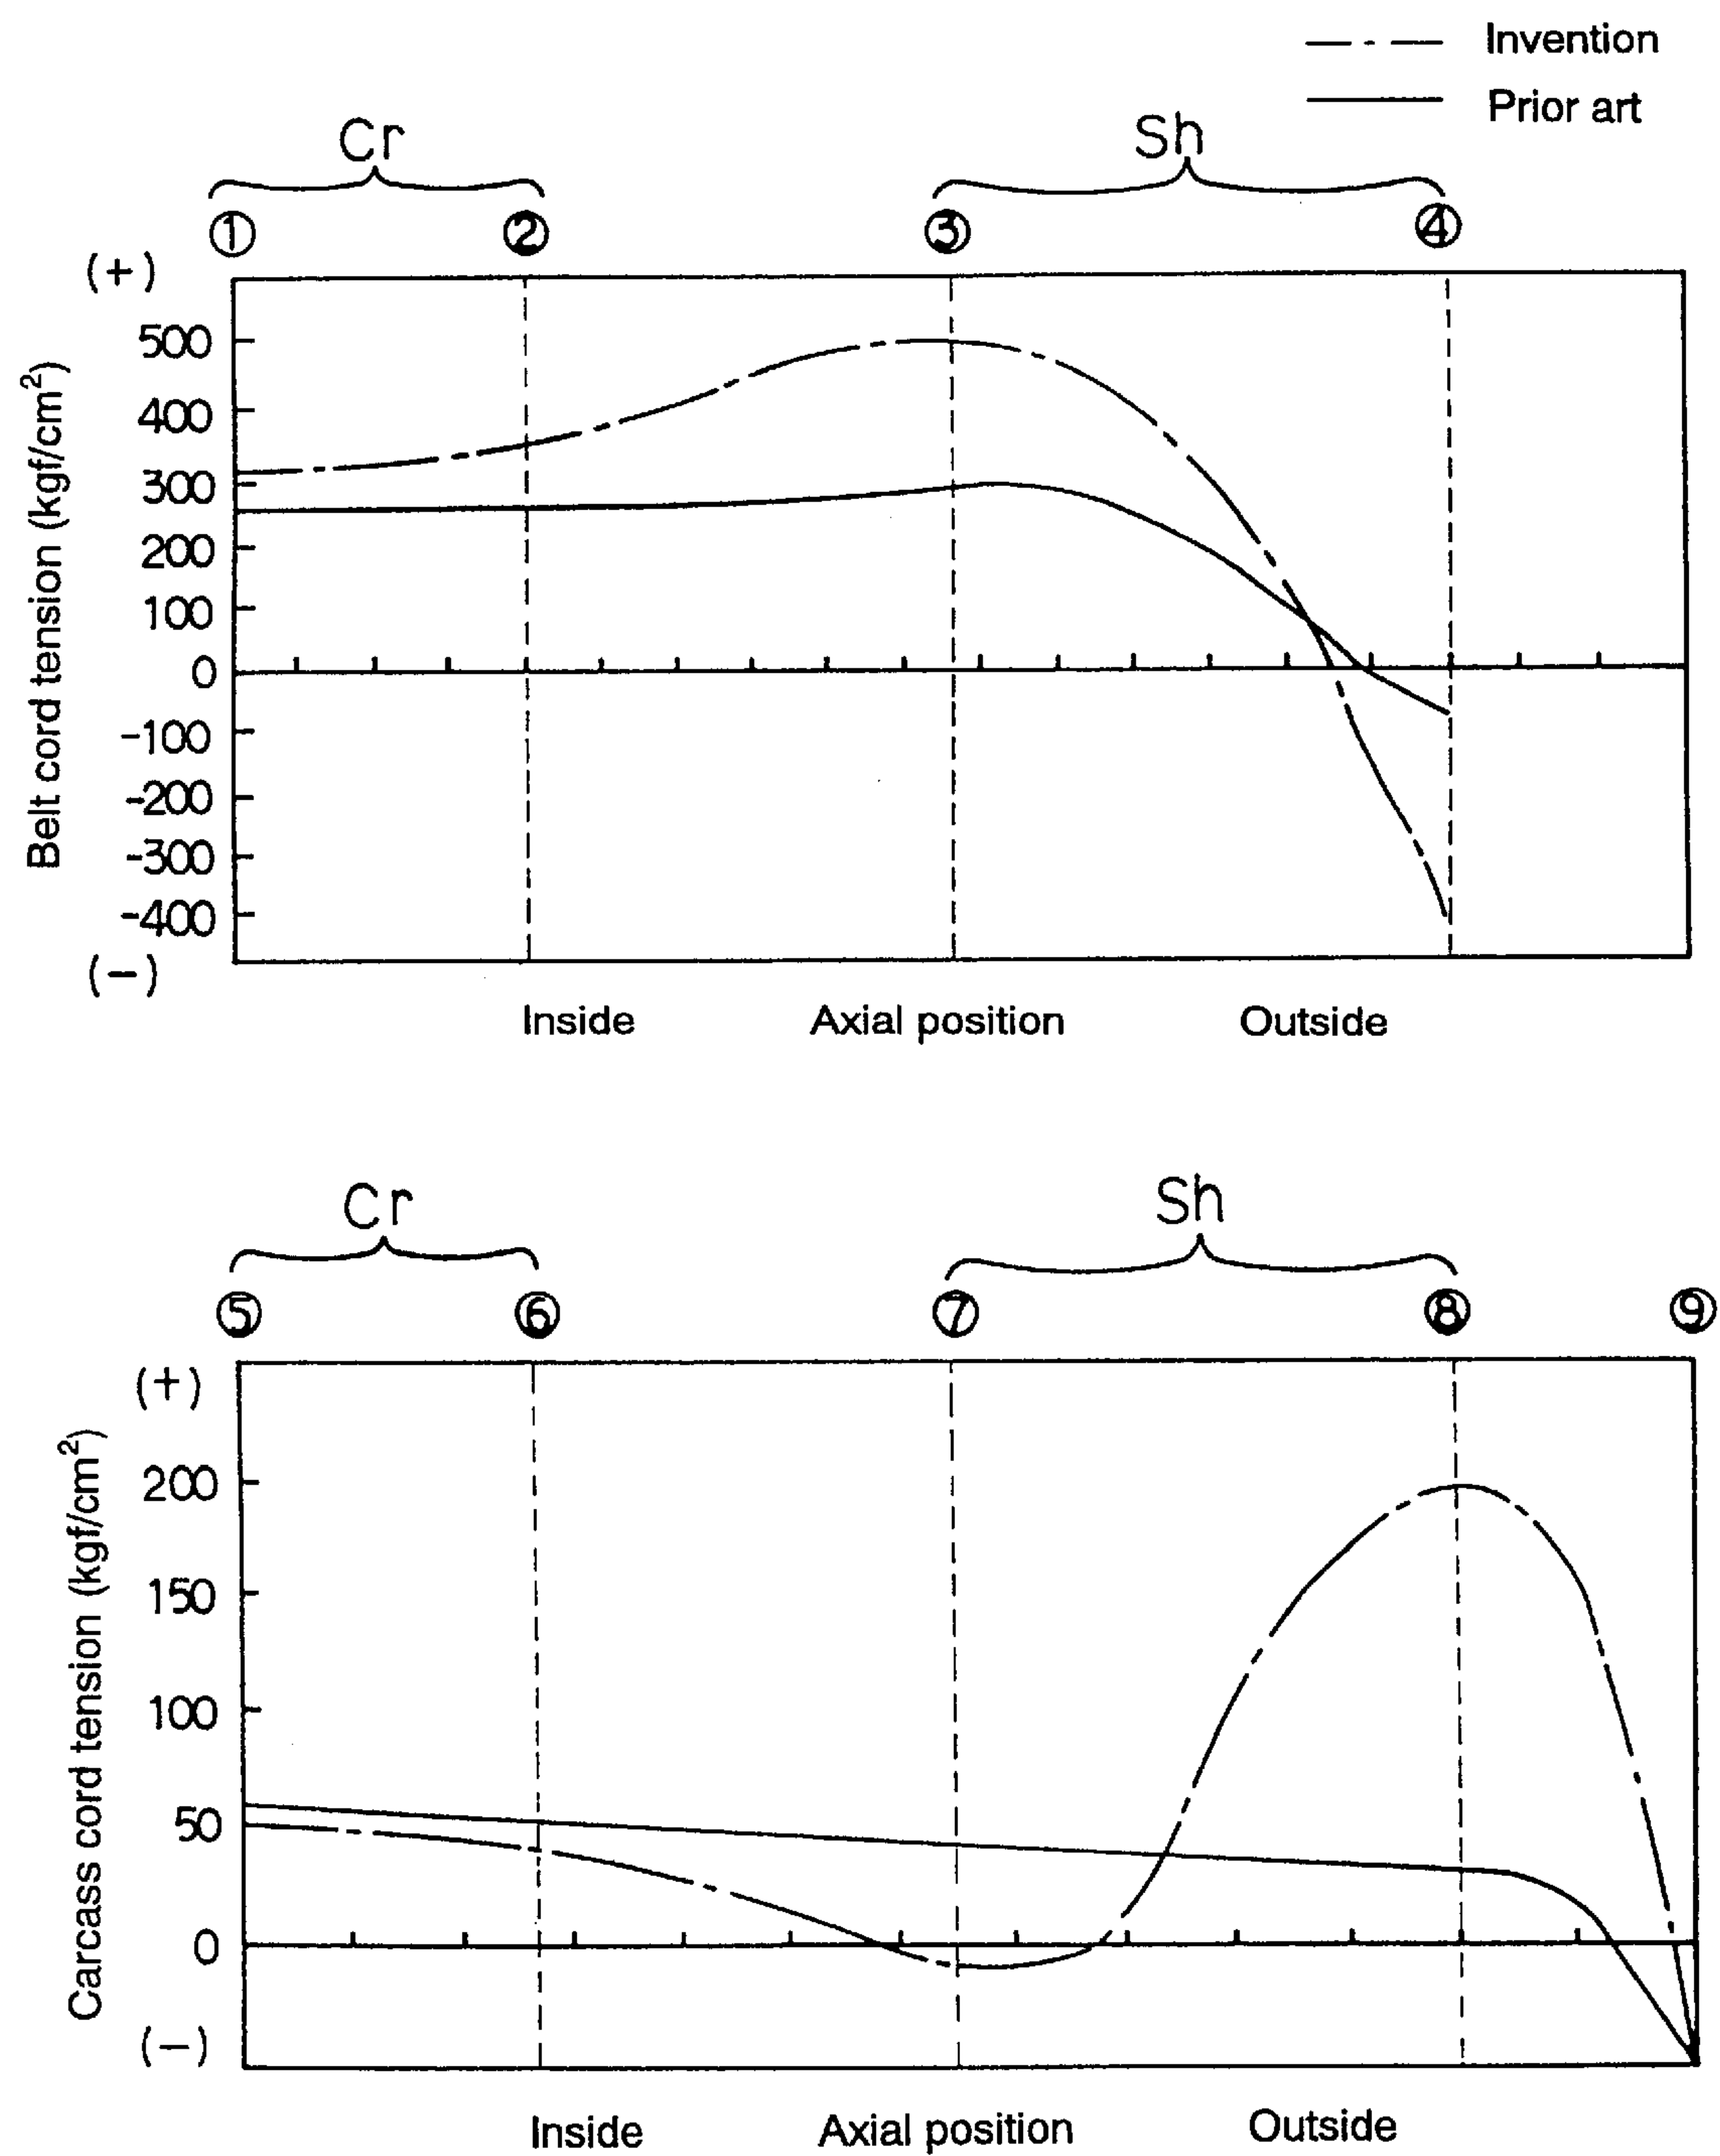 Invention
Prior art
Cr
Sh
① ② ③ ④
(+)
500
400
300
200
100
0
-100
-200
-300
-400
(-)
Belt cord tension (kgf/cm²)
Inside Axial position Outside
Cr
Sh
⑤ ⑥ ⑦ ⑧ ⑨
(+)
200
150
100
50
0
(-)
Carcass cord tension (kgf/cm²)
Inside Axial position Outside